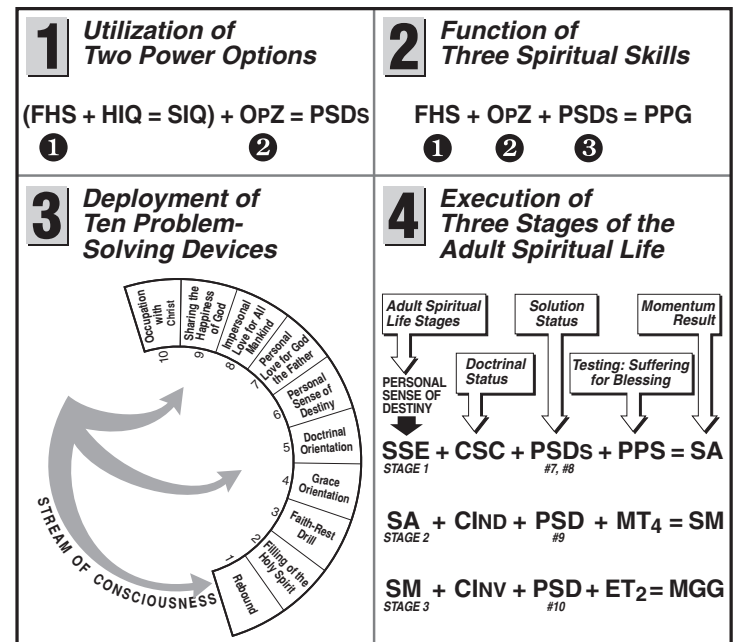 1
Utilization of
Two Power Options
(FHS + HIQ = SIQ) + OPZ = PSDs
1 2
2
Function of
Three Spiritual Skills
FHS + OPZ + PSDs = PPG
1 2 3
3
Deployment of
Ten Problem-
Solving Devices
Occupation
with
Christ
10
Sharing the
Happiness
of God
9
Impersonal
Love for All
Mankind
8
Personal
Love for God
the Father
7
Personal
Sense of
Destiny
6
Doctrinal
Orientation
5
Grace
Orientation
4
Faith-Rest
Drill
3
Filling of the
Holy Spirit
2
Rebound
1
STREAM OF CONSCIOUSNESS
4
Execution of
Three Stages of the
Adult Spiritual Life
Adult Spiritual
Life Stages
Solution
Status
Momentum
Result
Doctrinal
Status
Testing: Suffering
for Blessing
PERSONAL
SENSE OF
DESTINY
SSE + CSC + PSDs + PPS = SA
STAGE 1 #7, #8
SA + CIND + PSD + MT4 = SM
STAGE 2 #9
SM + CINV + PSD + ET2 = MGG
STAGE 3 #10